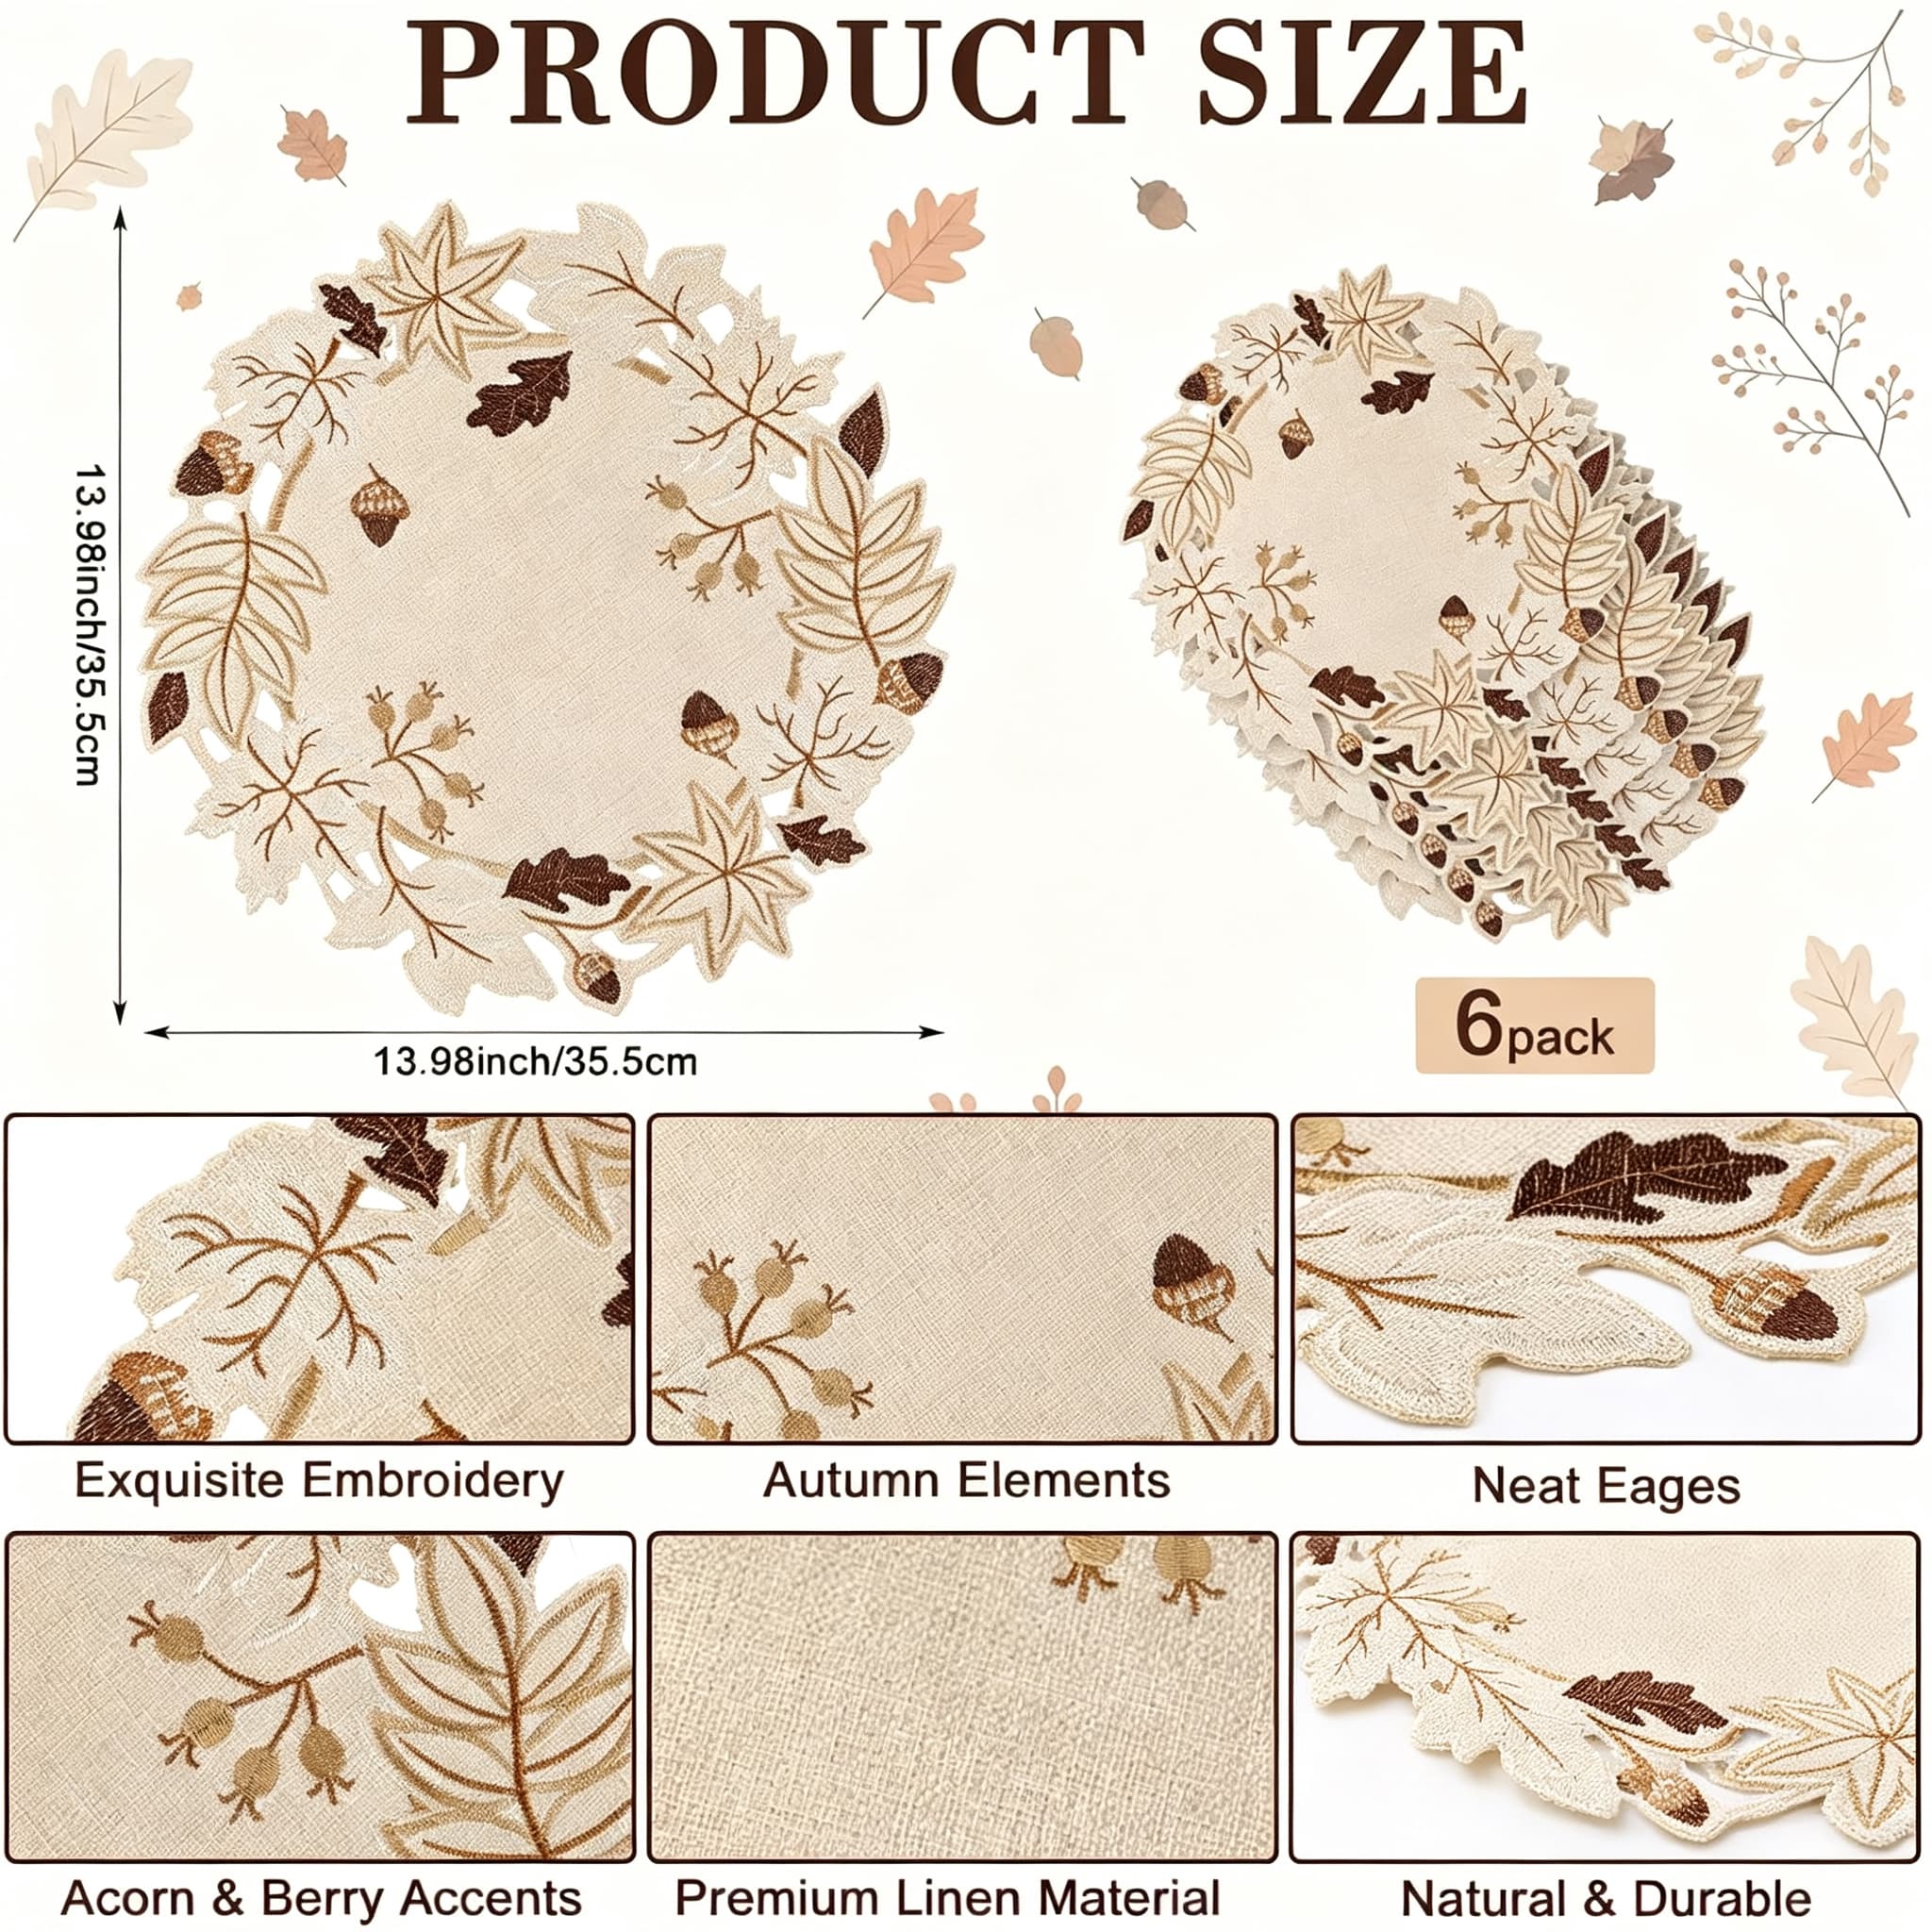 PRODUCT SIZE
13.98inch/35.5cm
13.98inch/35.5cm
6pack
Exquisite Embroidery
Autumn Elements
Neat Eages
Acorn & Berry Accents
Premium Linen Material
Natural & Durable